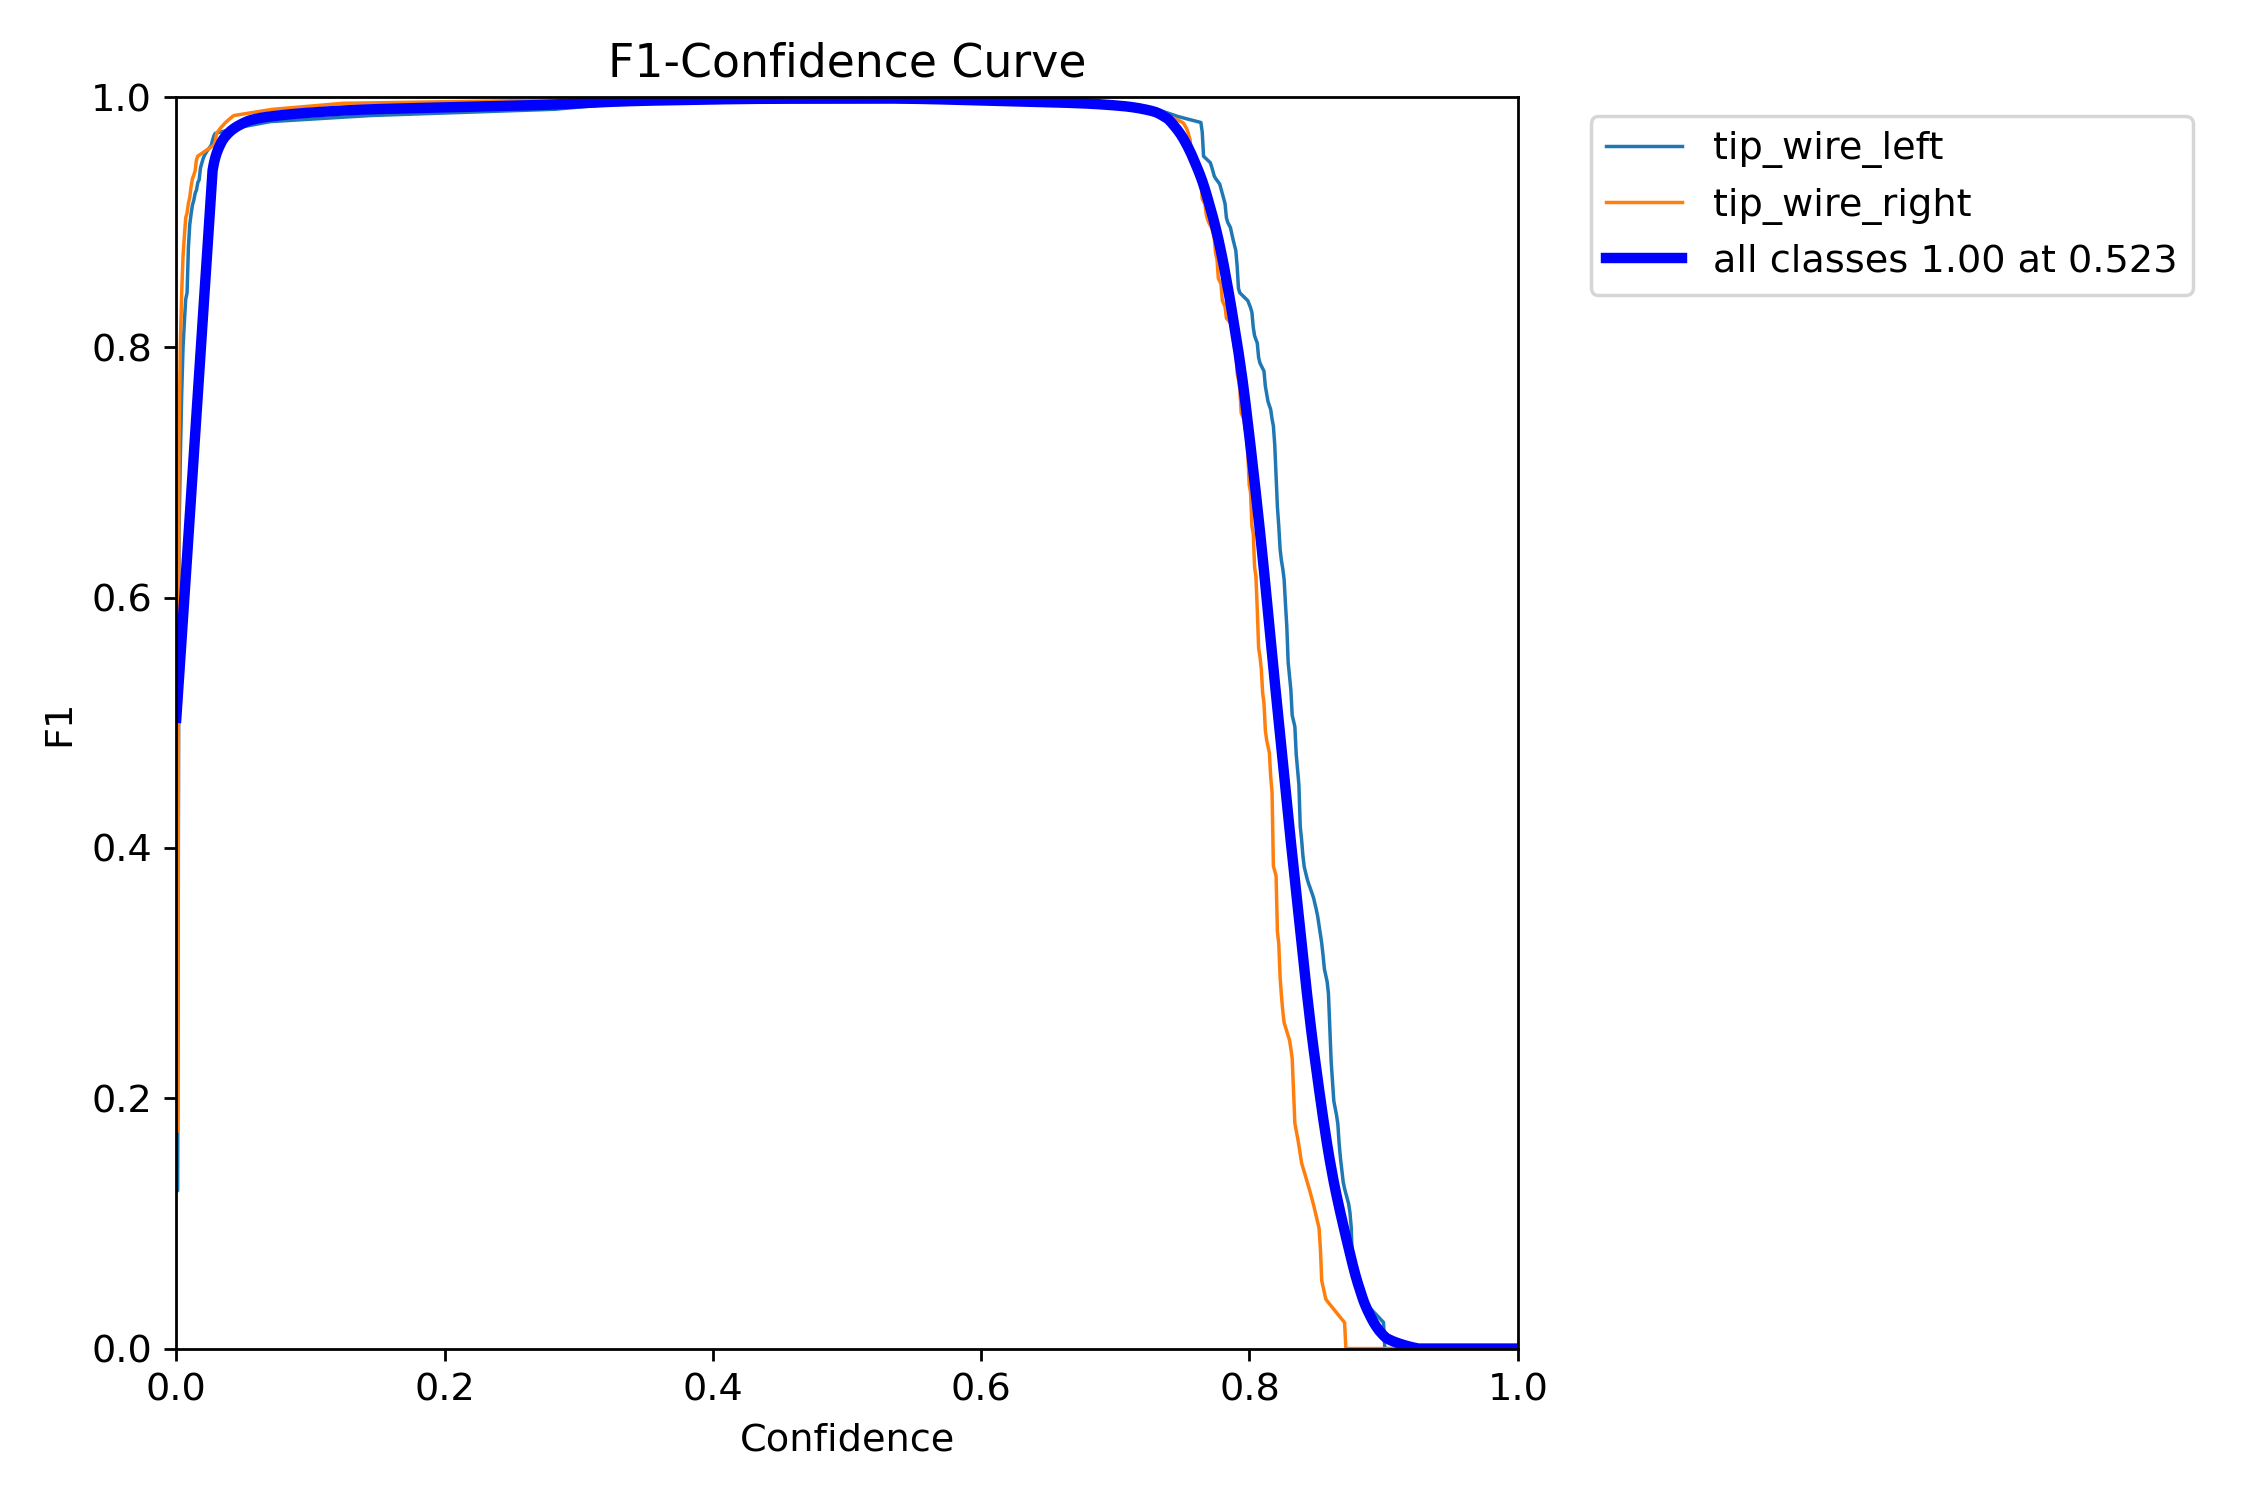 F1-Confidence Curve
1.0
0.8
0.6
0.4
0.2
0.0
F1
0.0 0.2 0.4 0.6 0.8 1.0
Confidence
tip_wire_left
tip_wire_right
all classes 1.00 at 0.523